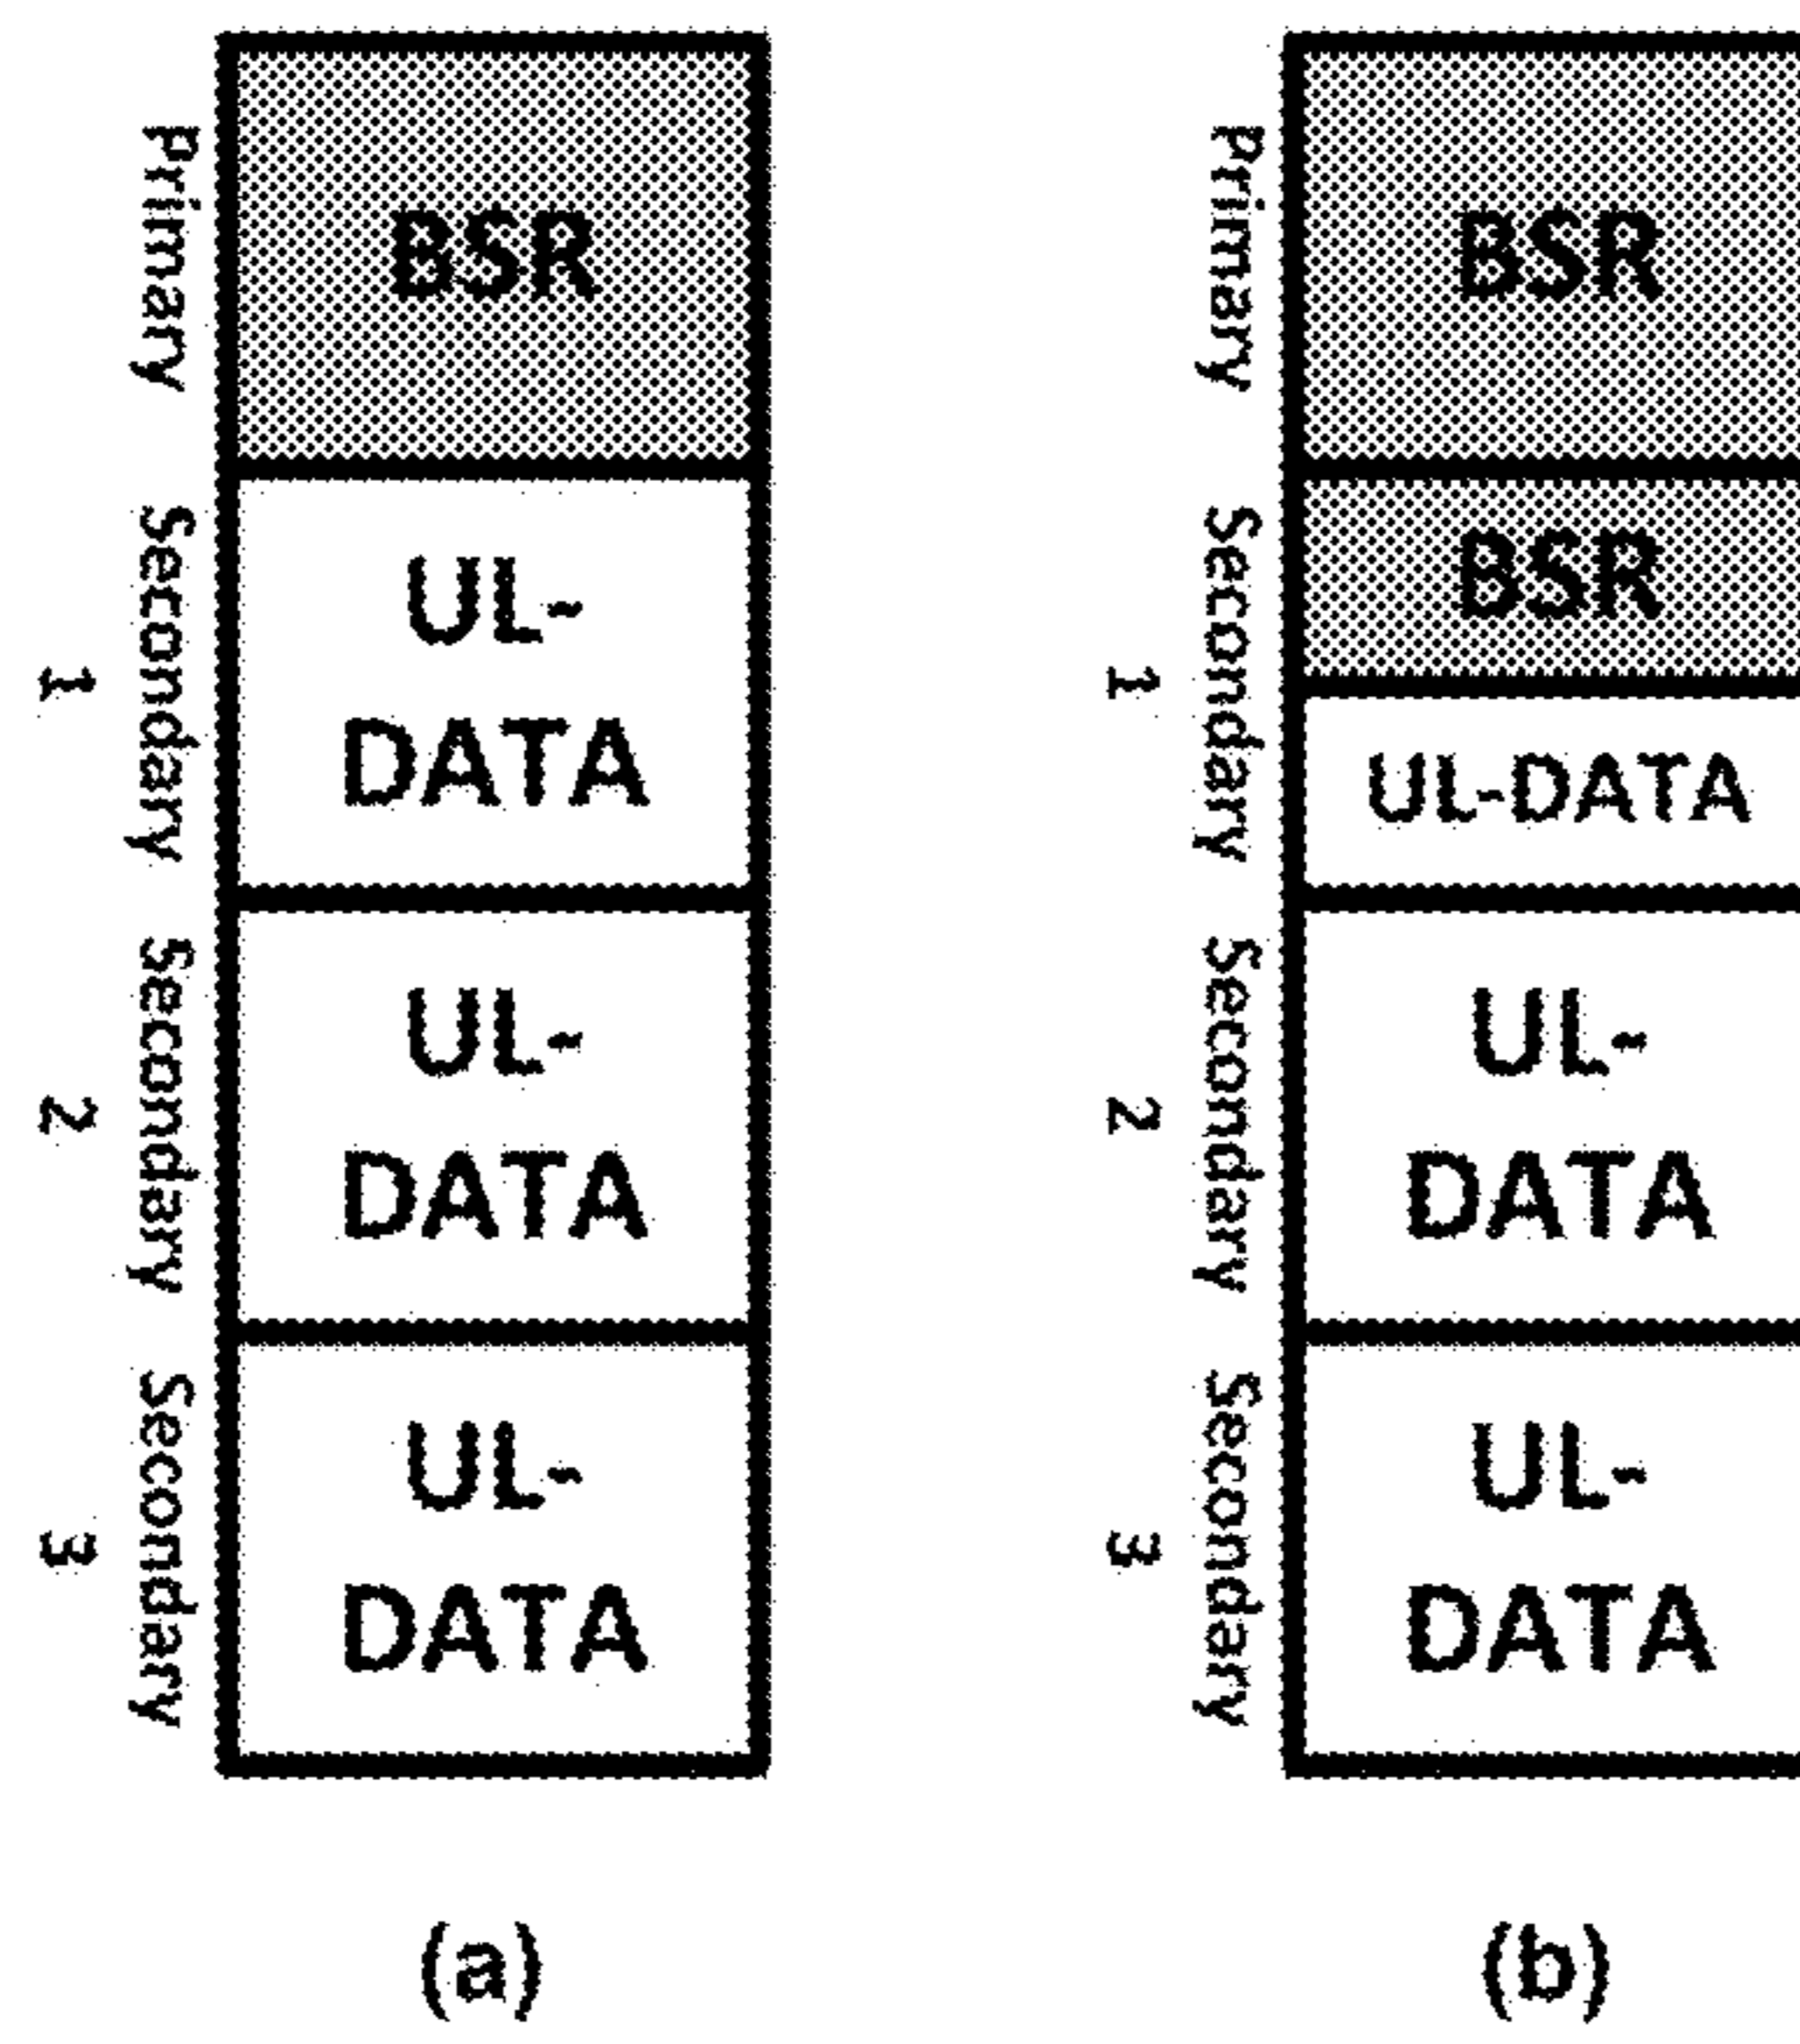 Primary
BSR
Secondary
1
UL-
DATA
Secondary
2
UL-
DATA
Secondary
3
UL-
DATA
(a)
Primary
BSR
Secondary
1
BSR
UL-DATA
Secondary
2
UL-
DATA
Secondary
3
UL-
DATA
(b)